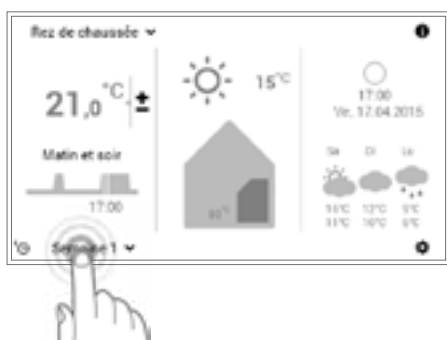 Rez de chaussée
15°C
21,0 °C ±
17:00
Ve, 17.04.2015
Matin et soir
Sa Di Lu
17:00
Semaine 1